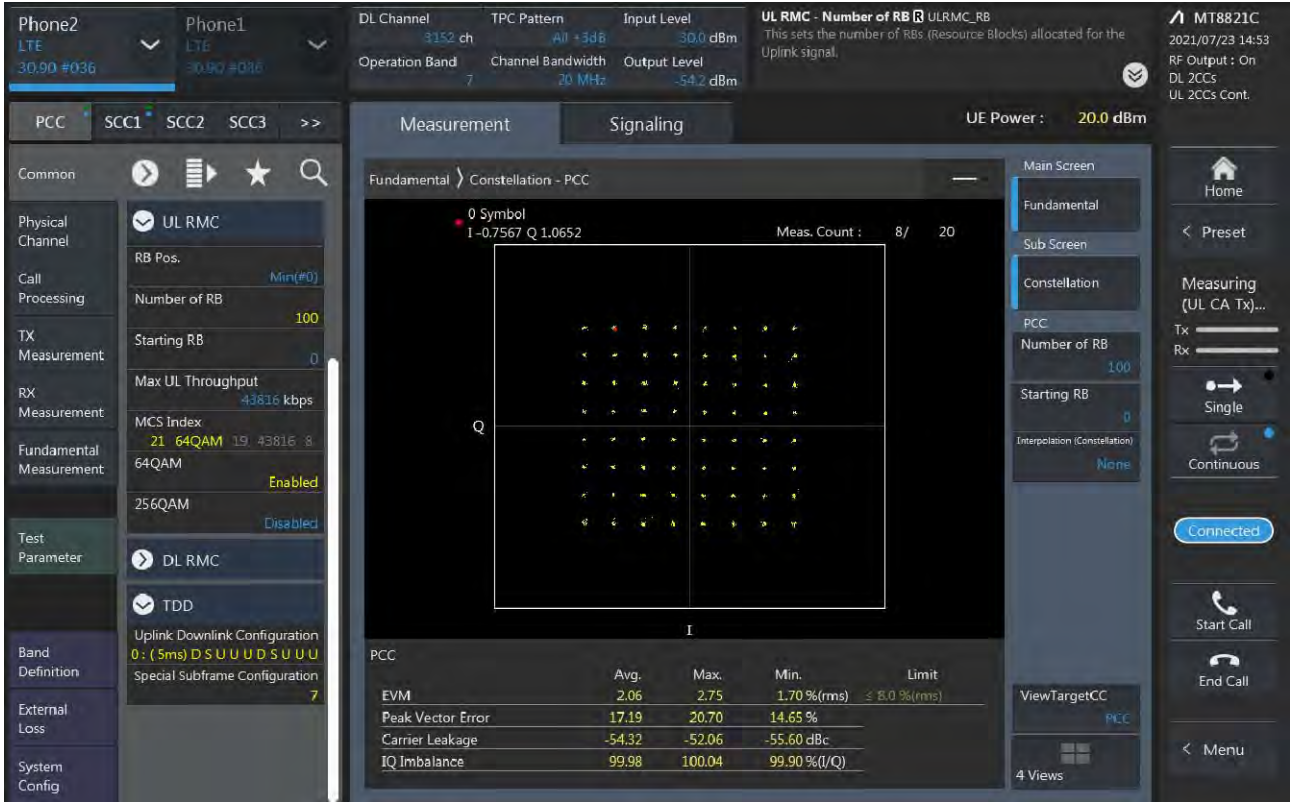 Phone2
LTE
30.90 #036
Phone1
LTE
30.90 #036
DL Channel
3152 ch
TPC Pattern
All +3dB
Input Level
30.0 dBm
Operation Band
7
Channel Bandwidth
20 MHz
Output Level
-54.2 dBm
UL RMC - Number of RB R ULRMC_RB
This sets the number of RBs (Resource Blocks) allocated for the
Uplink signal.
MT8821C
2021/07/23 14:53
RF Output : On
DL 2CCs
UL 2CCs Cont.
PCC SCC1 SCC2 SCC3 >>
Measurement
Signaling
UE Power : 20.0 dBm
Common
Physical
Channel
Call
Processing
TX
Measurement
RX
Measurement
Fundamental
Measurement
Test
Parameter
Band
Definition
External
Loss
System
Config
UL RMC
RB Pos.
Min(#0)
Number of RB
100
Starting RB
0
Max UL Throughput
43816 kbps
MCS Index
21 64QAM 19 43816 8
64QAM
Enabled
256QAM
Disabled
DL RMC
TDD
Uplink Downlink Configuration
0 : ( 5ms) D S U U U D S U U U
Special Subframe Configuration
7
Fundamental 〉 Constellation - PCC
0 Symbol
I -0.7567 Q 1.0652
Meas. Count : 8/ 20
Q
I
PCC
Avg. Max. Min. Limit
EVM 2.06 2.75 1.70 %(rms) ≤ 8.0 %(rms)
Peak Vector Error 17.19 20.70 14.65 %
Carrier Leakage -54.32 -52.06 -55.60 dBc
IQ Imbalance 99.98 100.04 99.90 %(I/Q)
Main Screen
Fundamental
Sub Screen
Constellation
PCC
Number of RB
100
Starting RB
0
Interpolation (Constellation)
None
ViewTargetCC
PCC
4 Views
Home
< Preset
Measuring
(UL CA Tx)...
Tx
Rx
Single
Continuous
Connected
Start Call
End Call
< Menu